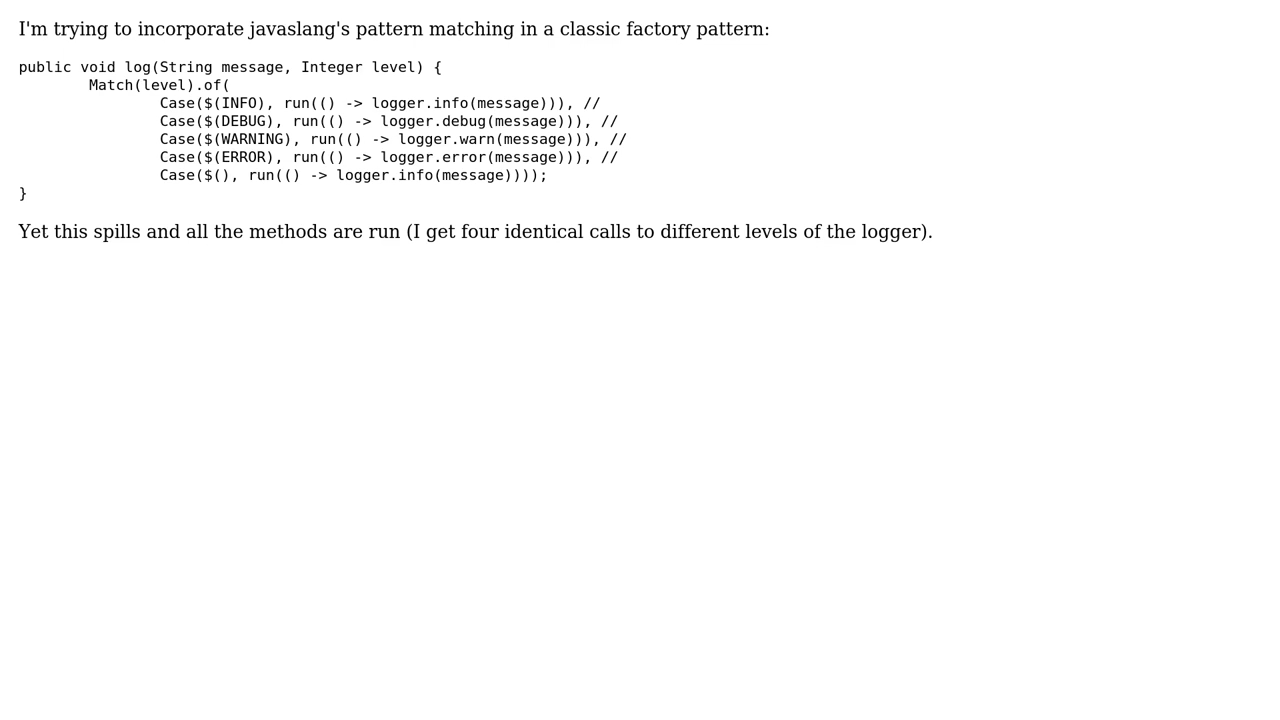 I'm trying to incorporate javaslang's pattern matching in a classic factory pattern:
public void log(String message, Integer level) {
        Match(level).of(
                Case($(INFO), run(() -> logger.info(message))), //
                Case($(DEBUG), run(() -> logger.debug(message))), //
                Case($(WARNING), run(() -> logger.warn(message))), //
                Case($(ERROR), run(() -> logger.error(message))), //
                Case($(), run(() -> logger.info(message))));
}
Yet this spills and all the methods are run (I get four identical calls to different levels of the logger).